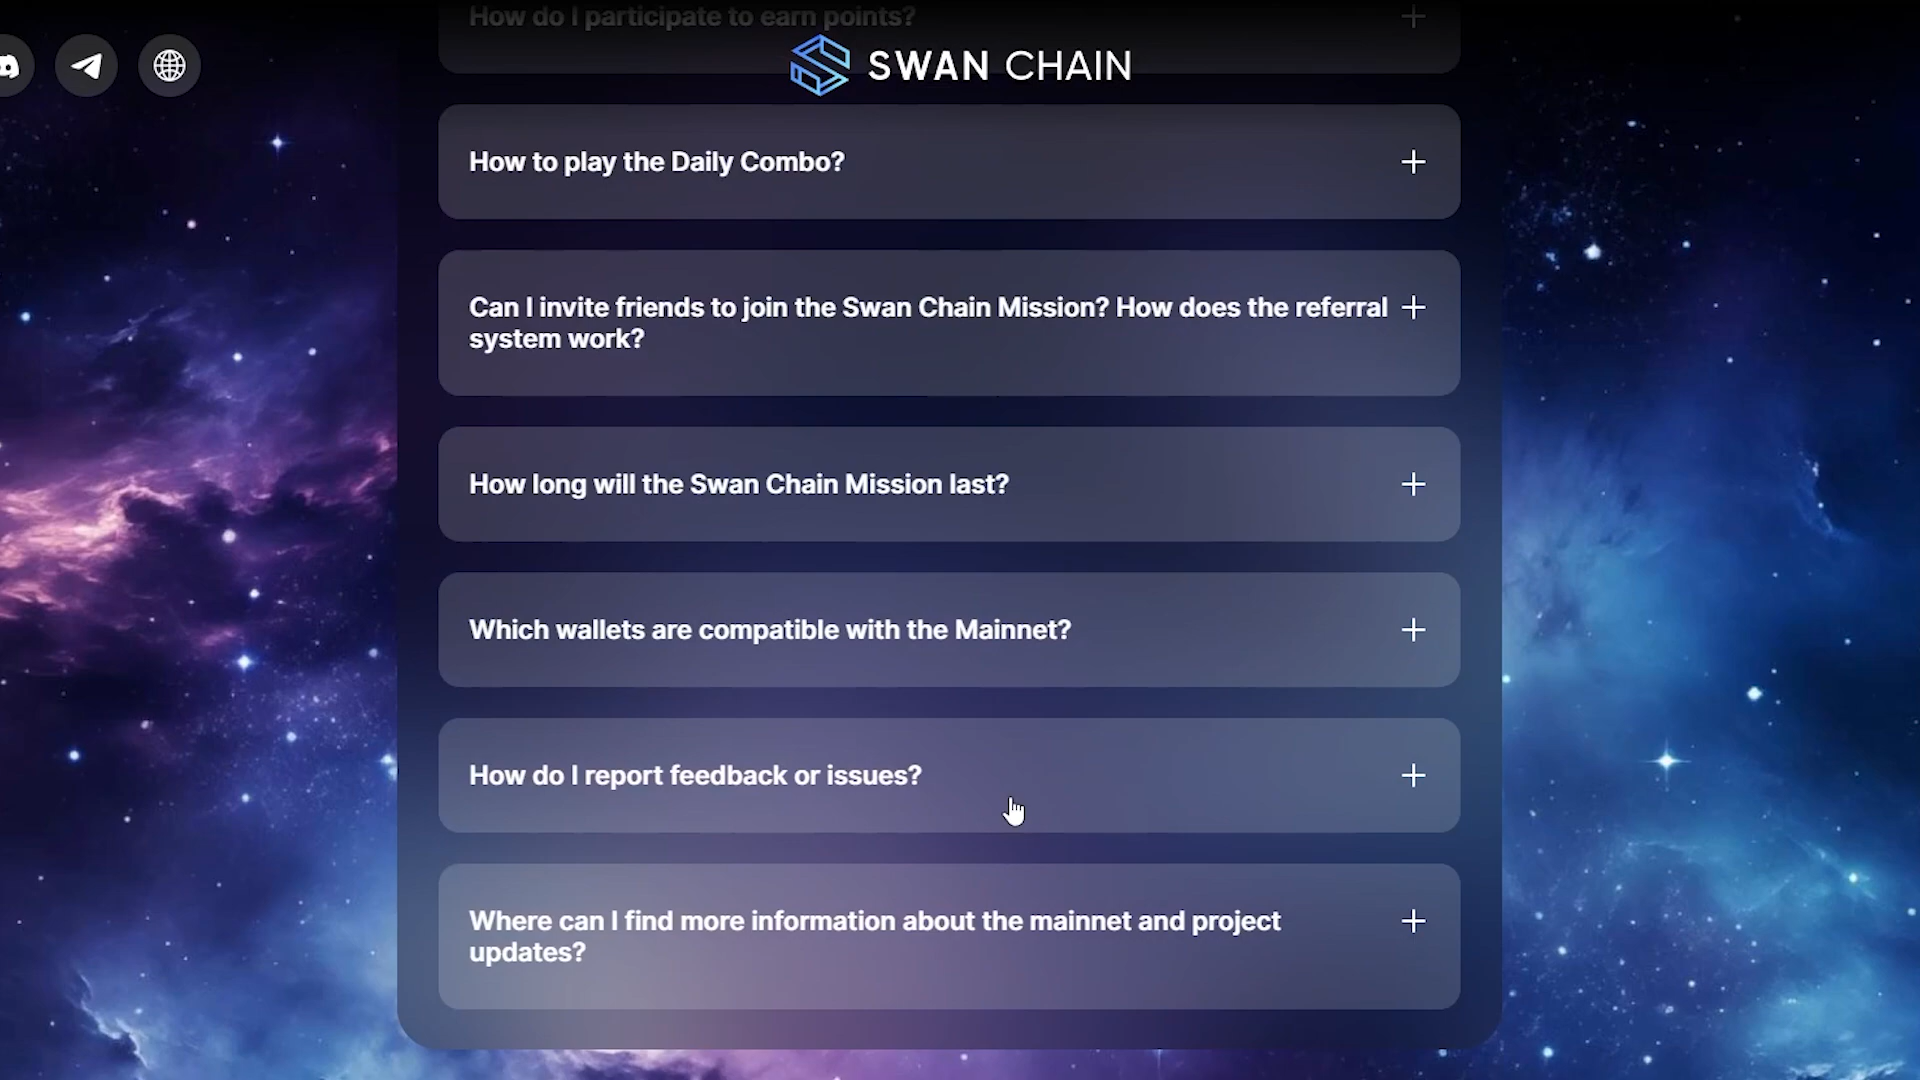 How do I participate to earn points?
SWAN CHAIN
How to play the Daily Combo?
Can I invite friends to join the Swan Chain Mission? How does the referral
system work?
How long will the Swan Chain Mission last?
Which wallets are compatible with the Mainnet?
How do I report feedback or issues?
Where can I find more information about the mainnet and project
updates?